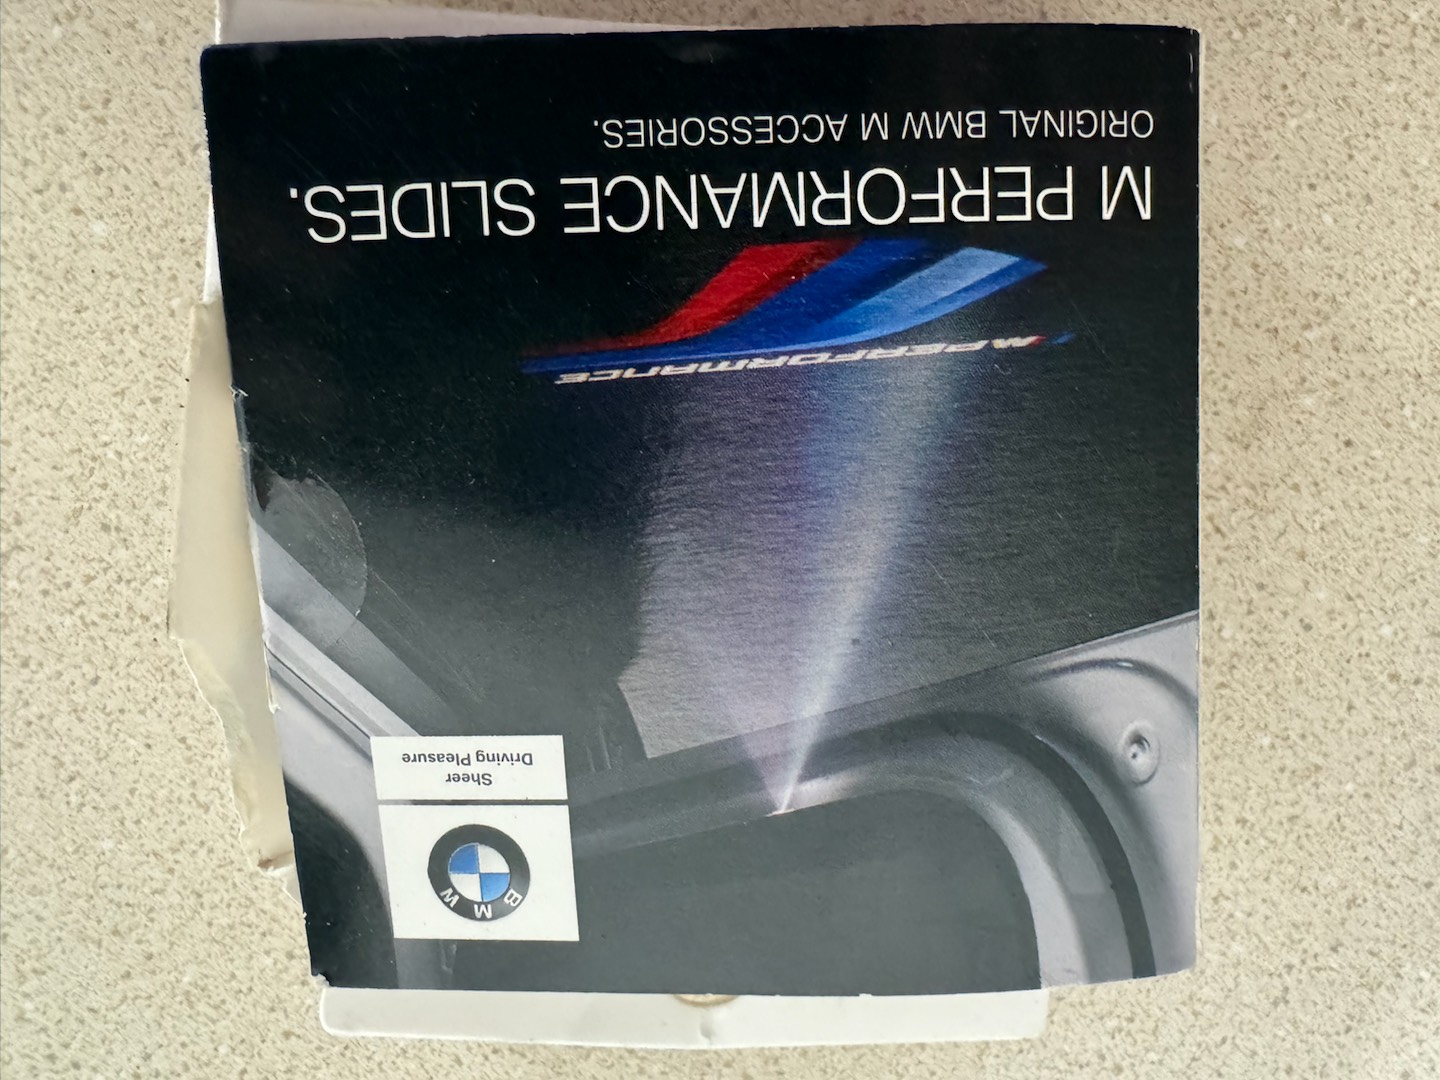 ORIGINAL BMW M ACCESSORIES.
M PERFORMANCE SLIDES.
M PERFORMANCE
Sheer
Driving Pleasure
BMW